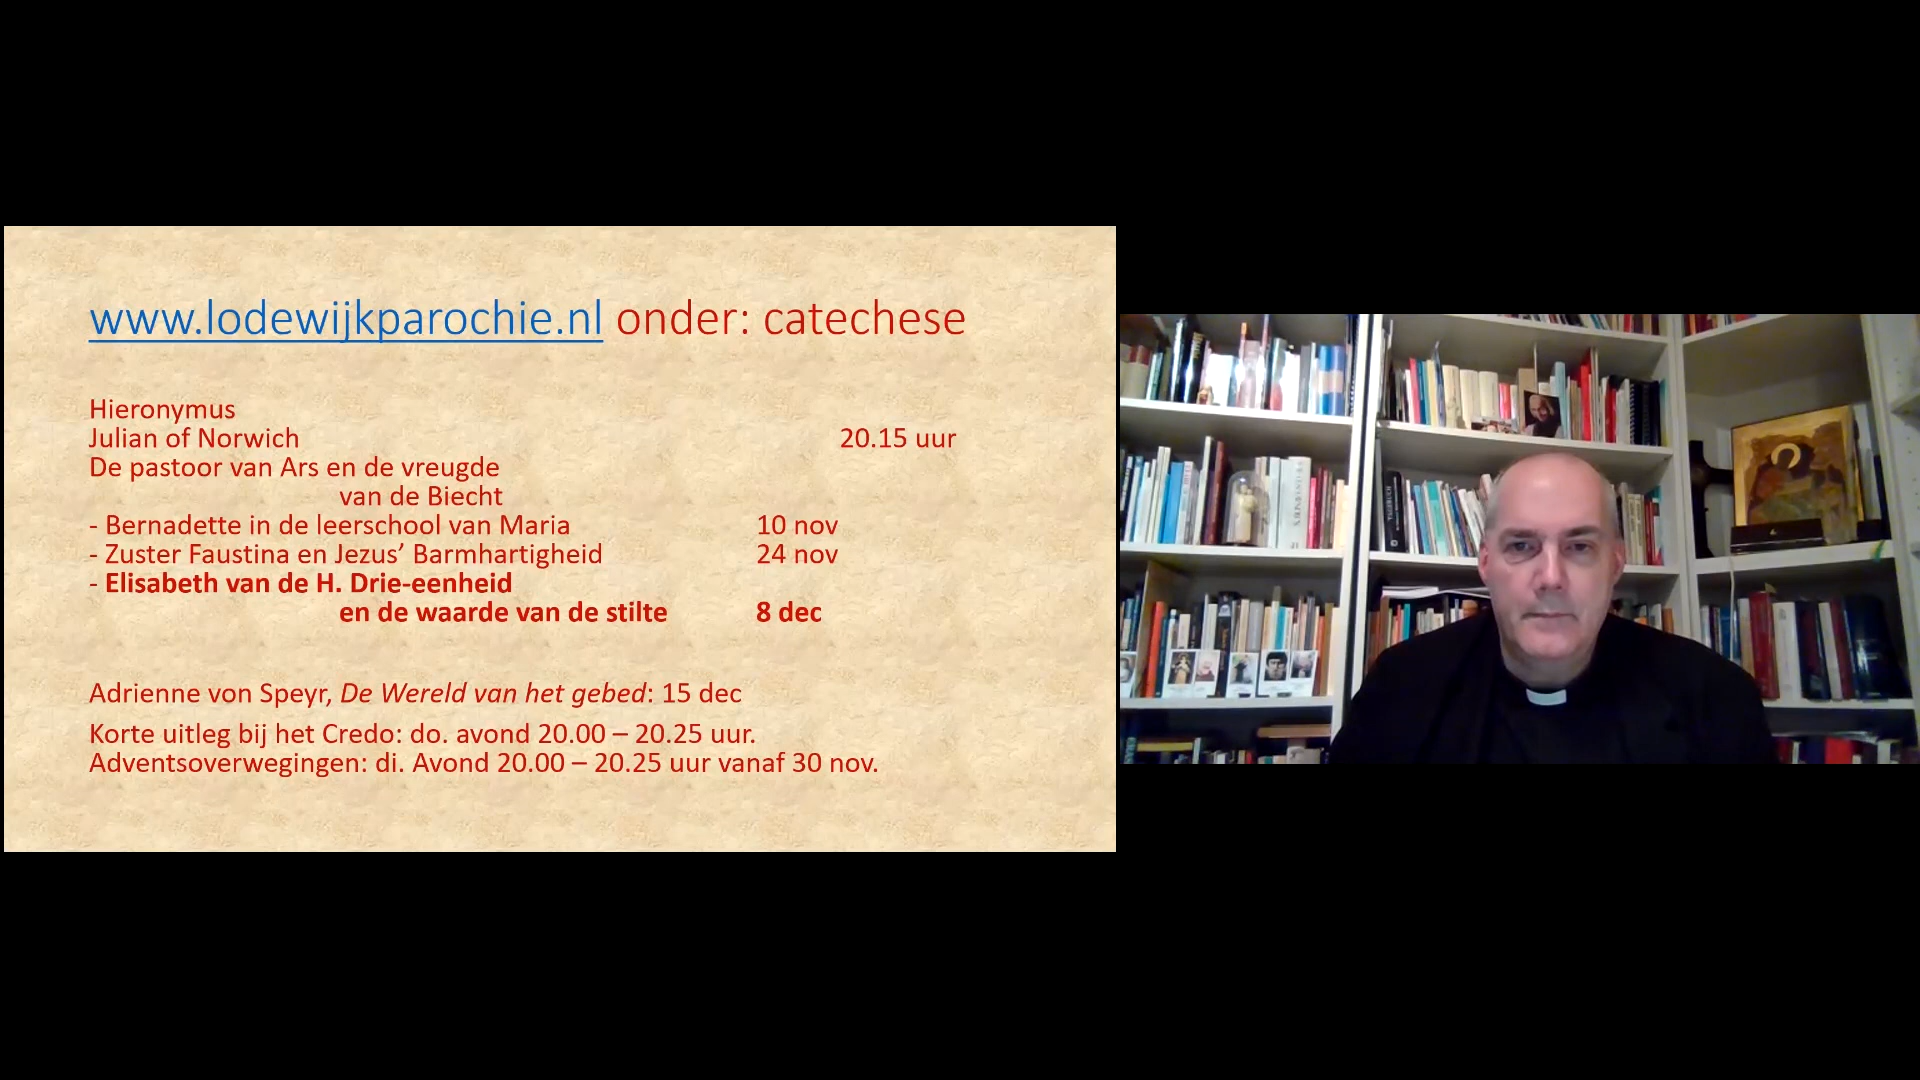 www.lodewijkparochie.nl onder: catechese
Hieronymus
Julian of Norwich 20.15 uur
De pastoor van Ars en de vreugde
van de Biecht
- Bernadette in de leerschool van Maria 10 nov
- Zuster Faustina en Jezus’ Barmhartigheid 24 nov
- Elisabeth van de H. Drie-eenheid
en de waarde van de stilte 8 dec
Adrienne von Speyr, De Wereld van het gebed: 15 dec
Korte uitleg bij het Credo: do. avond 20.00 – 20.25 uur.
Adventsoverwegingen: di. Avond 20.00 – 20.25 uur vanaf 30 nov.